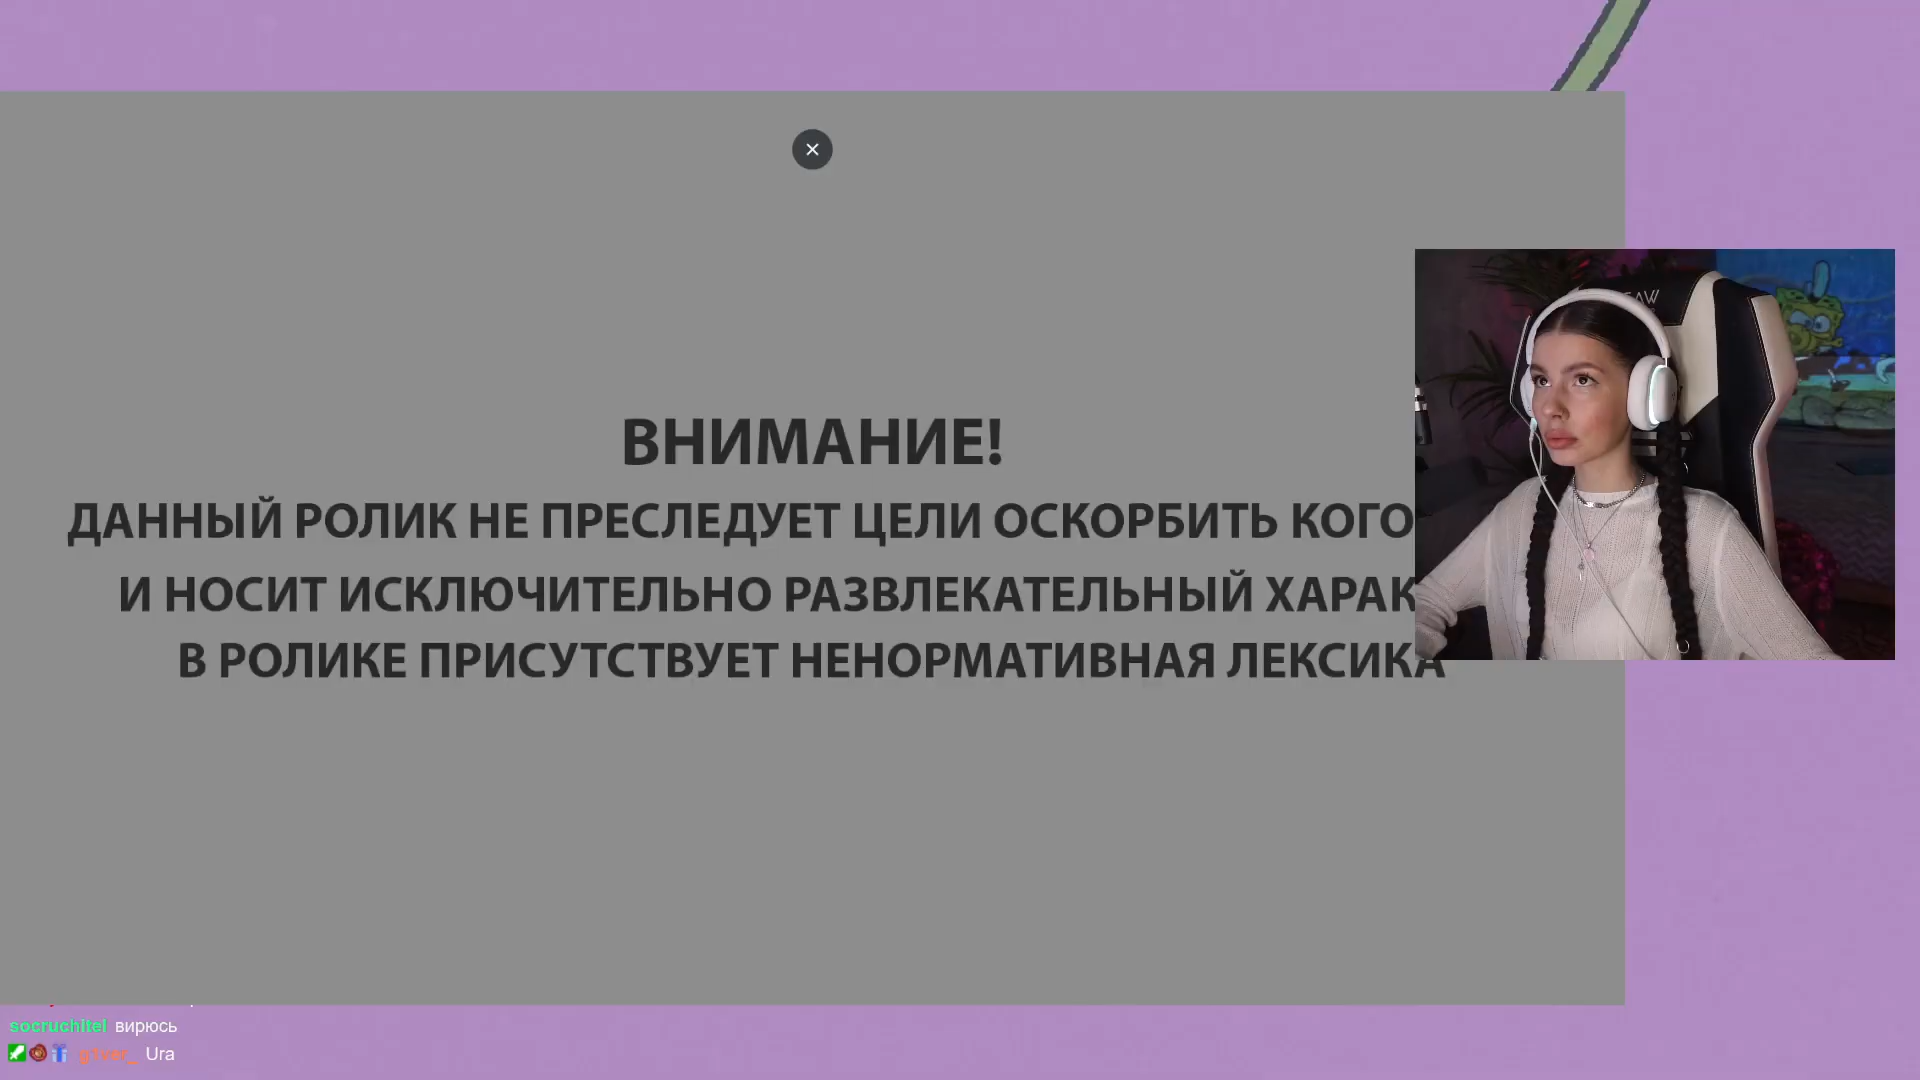 ВНИМАНИЕ!
ДАННЫЙ РОЛИК НЕ ПРЕСЛЕДУЕТ ЦЕЛИ ОСКОРБИТЬ КОГО
И НОСИТ ИСКЛЮЧИТЕЛЬНО РАЗВЛЕКАТЕЛЬНЫЙ ХАРАК
В РОЛИКЕ ПРИСУТСТВУЕТ НЕНОРМАТИВНАЯ ЛЕКСИКА
socruchitel вирюсь
Ura